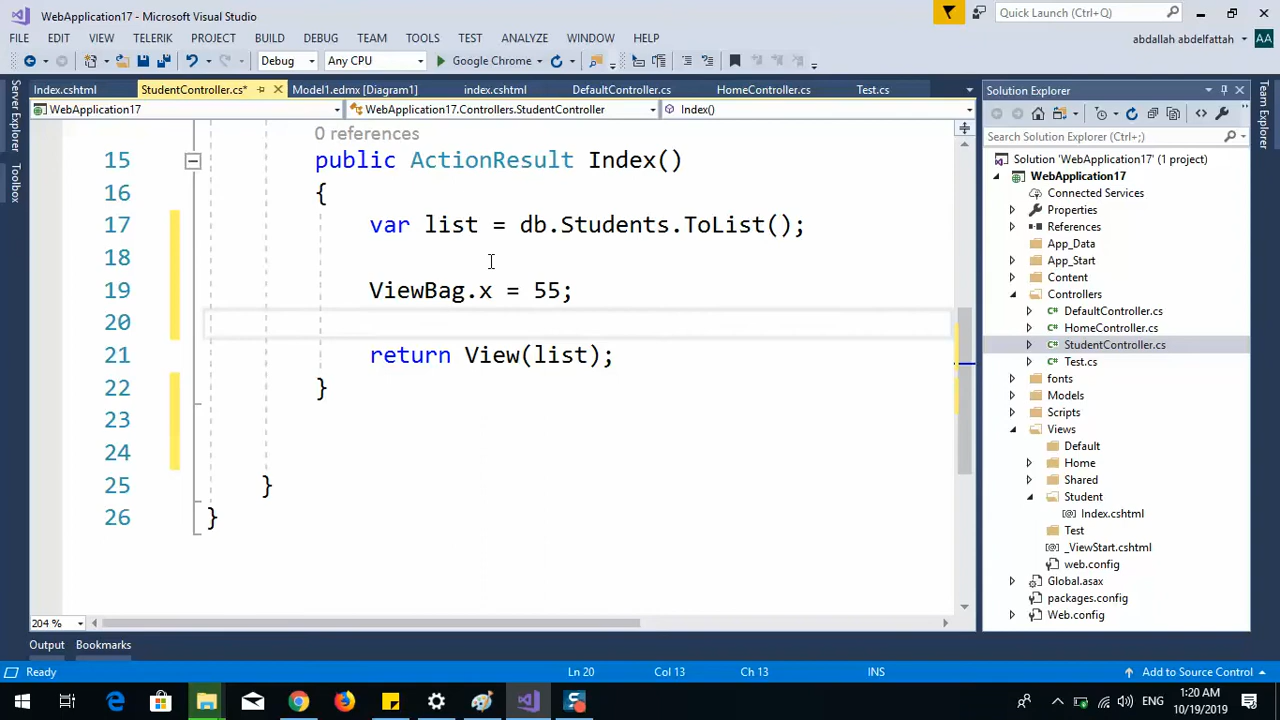 WebApplication17 - Microsoft Visual Studio
Quick Launch (Ctrl+Q)
FILE EDIT VIEW TELERIK PROJECT BUILD DEBUG TEAM TOOLS TEST ANALYZE WINDOW HELP
abdallah abdelfattah AA
Debug Any CPU Google Chrome
Server Explorer
Toolbox
Index.cshtml StudentController.cs* Model1.edmx [Diagram1] index.cshtml DefaultController.cs HomeController.cs Test.cs
WebApplication17 WebApplication17.Controllers.StudentController Index()
0 references
15 public ActionResult Index()
16 {
17 var list = db.Students.ToList();
18
19 ViewBag.x = 55;
20
21 return View(list);
22 }
23
24
25 }
26 }
204 %
Solution Explorer
Search Solution Explorer (Ctrl+;)
Solution 'WebApplication17' (1 project)
WebApplication17
Connected Services
Properties
References
App_Data
App_Start
Content
Controllers
C# DefaultController.cs
C# HomeController.cs
C# StudentController.cs
C# Test.cs
fonts
Models
Scripts
Views
Default
Home
Shared
Student
Index.cshtml
Test
_ViewStart.cshtml
web.config
Global.asax
packages.config
Web.config
Team Explorer
Output Bookmarks
Ready Ln 20 Col 13 Ch 13 INS Add to Source Control
ENG
1:20 AM
10/19/2019